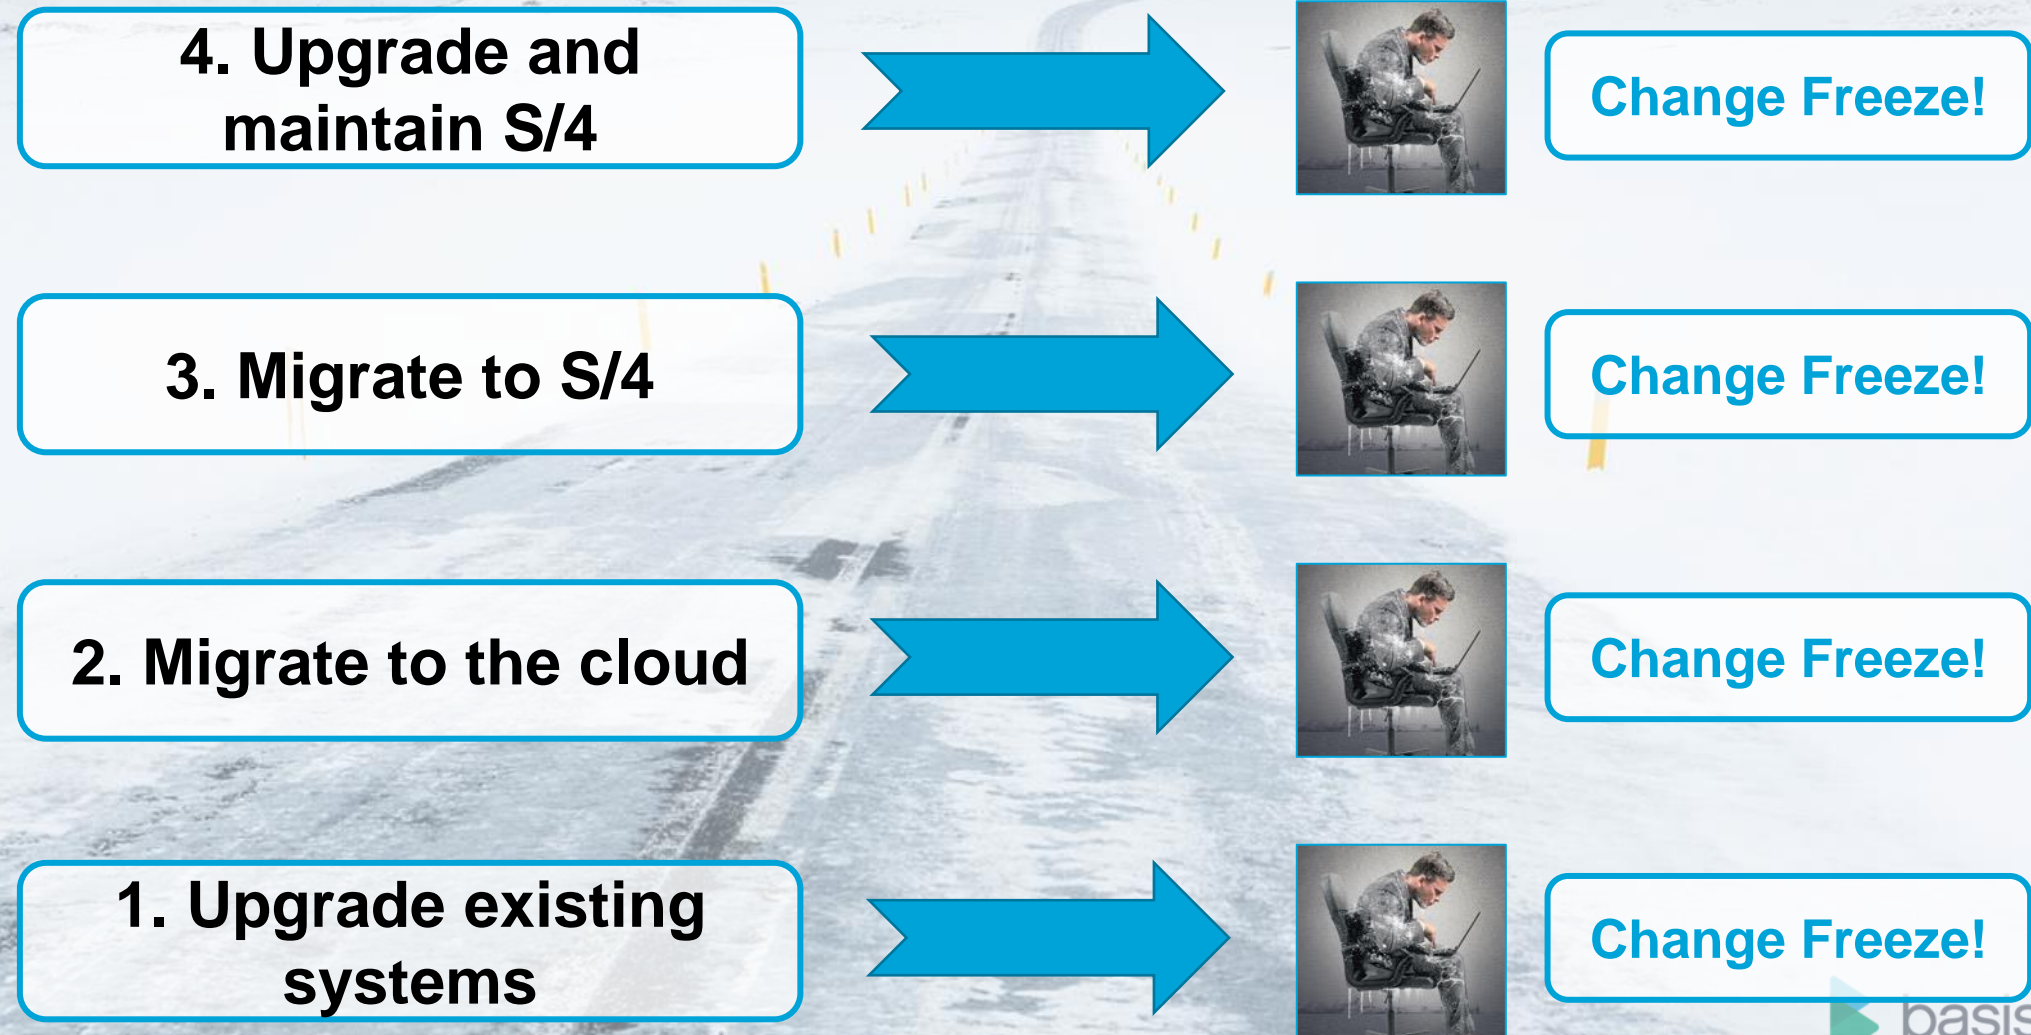 4. Upgrade and
maintain S/4
Change Freeze!
3. Migrate to S/4
Change Freeze!
2. Migrate to the cloud
Change Freeze!
1. Upgrade existing
systems
Change Freeze!
basis